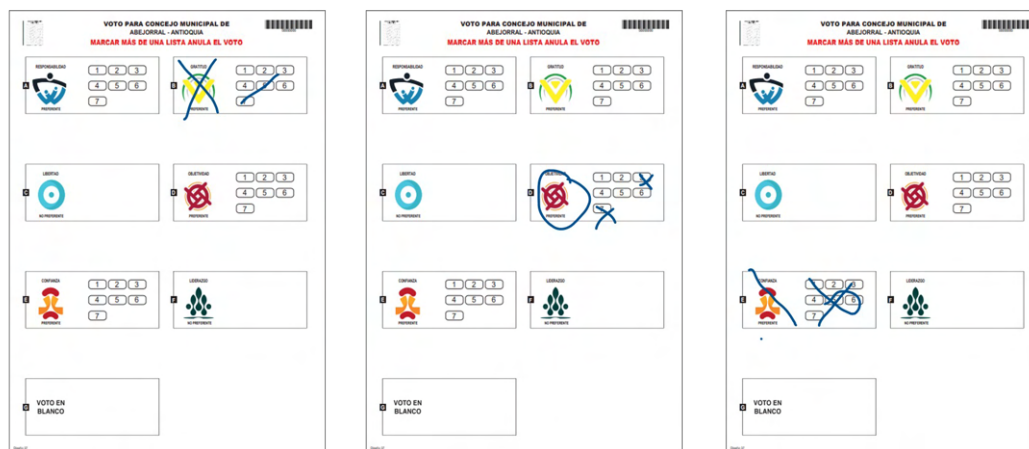 VOTO PARA CONCEJO MUNICIPAL DE
ABEJORRAL - ANTIOQUIA
MARCAR MÁS DE UNA LISTA ANULA EL VOTO
A
RESPONSABILIDAD
PREFERENTE
1 2 3
4 5 6
7
B
GRATITUD
PREFERENTE
1 2 3
4 5 6
C
LIBERTAD
NO PREFERENTE
D
OBJETIVIDAD
PREFERENTE
1 2 3
4 5 6
7
E
CONFIANZA
PREFERENTE
1 2 3
4 5 6
7
F
LIDERAZGO
NO PREFERENTE
G
VOTO EN
BLANCO
VOTO PARA CONCEJO MUNICIPAL DE
ABEJORRAL - ANTIOQUIA
MARCAR MÁS DE UNA LISTA ANULA EL VOTO
A
RESPONSABILIDAD
PREFERENTE
1 2 3
4 5 6
7
B
GRATITUD
PREFERENTE
1 2 3
4 5 6
7
C
LIBERTAD
NO PREFERENTE
D
OBJETIVIDAD
PREFERENTE
1 2 3
4 5 6
E
CONFIANZA
PREFERENTE
1 2 3
4 5 6
7
F
LIDERAZGO
NO PREFERENTE
G
VOTO EN
BLANCO
VOTO PARA CONCEJO MUNICIPAL DE
ABEJORRAL - ANTIOQUIA
MARCAR MÁS DE UNA LISTA ANULA EL VOTO
A
RESPONSABILIDAD
PREFERENTE
1 2 3
4 5 6
7
B
GRATITUD
PREFERENTE
1 2 3
4 5 6
7
C
LIBERTAD
NO PREFERENTE
D
OBJETIVIDAD
PREFERENTE
1 2 3
4 5 6
7
E
CONFIANZA
PREFERENTE
2 3
4 6
7
F
LIDERAZGO
NO PREFERENTE
G
VOTO EN
BLANCO